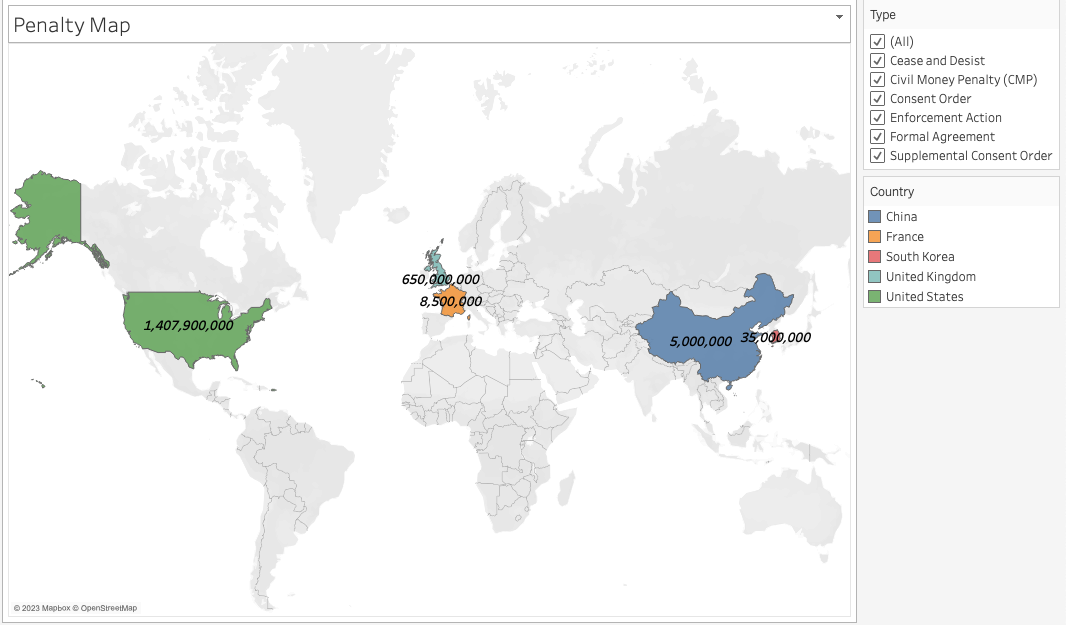 Penalty Map
650,000,000
8,500,000
1,407,900,000
5,000,000
35,000,000
© 2023 Mapbox © OpenStreetMap
Type
(All)
Cease and Desist
Civil Money Penalty (CMP)
Consent Order
Enforcement Action
Formal Agreement
Supplemental Consent Order
Country
China
France
South Korea
United Kingdom
United States